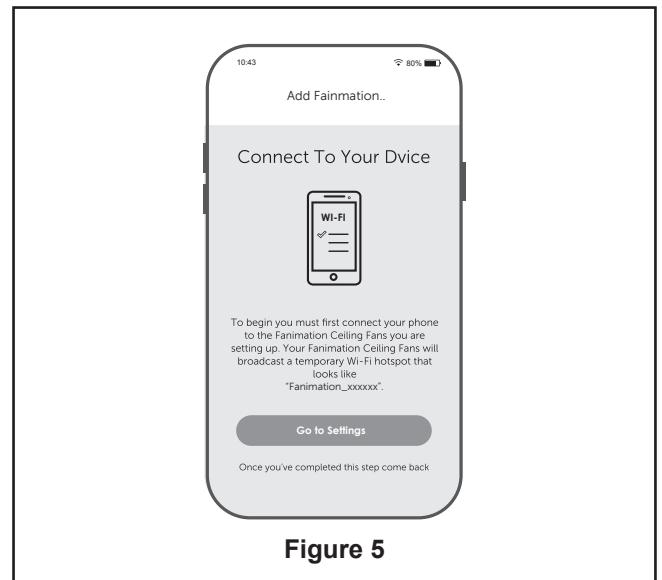 10:43 80%
Add Fainmation..
Connect To Your Dvice
WI-FI
To begin you must first connect your phone
to the Fanimation Ceiling Fans you are
setting up. Your Fanimation Ceiling Fans will
broadcast a temporary Wi-Fi hotspot that
looks like
"Fanimation_xxxxxx".
Go to Settings
Once you've completed this step come back
Figure 5